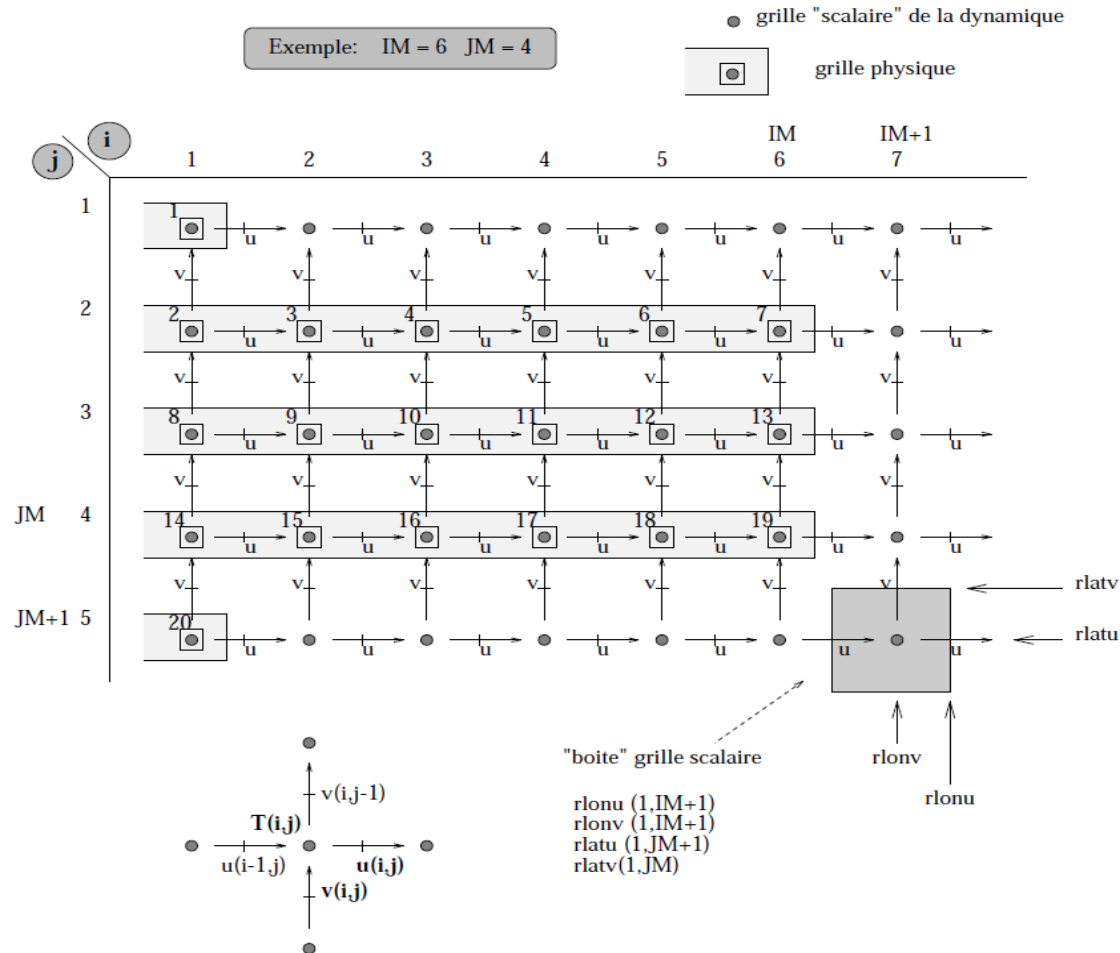 grille "scalaire" de la dynamique
Exemple: IM = 6 JM = 4
grille physique
i
j
IM IM+1
1 2 3 4 5 6 7
1
1
u u u u u u u
v v v v v v v
2
2 3 4 5 6 7
u u u u u u u
v v v v v v v
3
8 9 10 11 12 13
u u u u u u u
v v v v v v v
JM 4
14 15 16 17 18 19
u u u u u u u
v v v v v v v
rlatv
JM+1 5
20
rlatu
u u u u u u u
"boite" grille scalaire
rlonv
rlonu
v(i,j-1)
rlonu (1,IM+1)
rlonv (1,IM+1)
rlatu (1,JM+1)
rlatv(1,JM)
T(i,j)
u(i-1,j) u(i,j)
v(i,j)